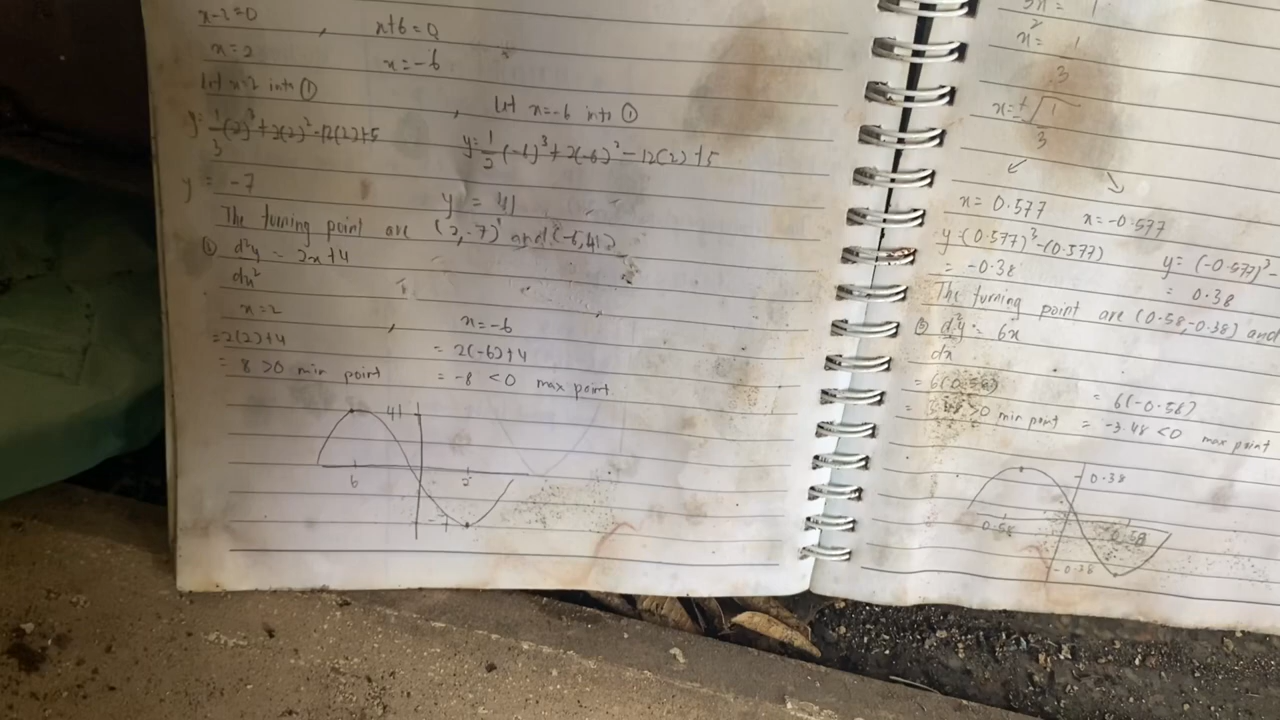 x-2=0 , x+6=0
x=2 x=-6
Let x=2 into ① , Let x=-6 into ①
y=1/3(2)³+2(2)²-12(2)+5 y=1/3(-6)³+2(-6)²-12(2)+5
y = -7 y = 41
The turning point are (2,-7) and (-6,41)
d²y/dx² = 2x+4
x=2 , x=-6
=2(2)+4 = 2(-6)+4
= 8 >0 min point = -8 <0 max point.
41
6 2
-7
x² = 1
3
x=±√1/3
x = 0.577 x=-0.577
y=(0.577)³-(0.577) y= (-0.577)³-
= -0.38 = 0.38
The turning point are (0.58,-0.38) and
② d²y/dx = 6x
=6(0.58) = 6(-0.58)
= >0 min point = -3.48 <0 max point
0.38
0.58 0.58
-0.38